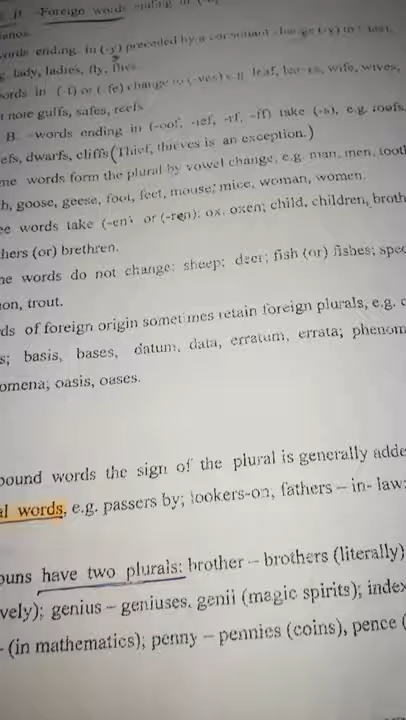 -Foreign words ending in
words ending in (-y) preceded by a consonant change (-y) to
lady, ladies, fly, flies
ords in (-f) or (-fe) change to (-ves) e.g. leaf, leaves, wife, wives,
note gulfs, safes, reefs
B. -words ending in (-oof, -ief, -rf, -ff) take (-s), e.g. roofs,
efs, dwarfs, cliffs (Thief, thieves is an exception.)
me words form the plural by vowel change, e.g. man, men, toot
h, goose, geese, foot, feet, mouse; mice, woman, women.
ee words take (-en) or (-ren): ox, oxen; child, children, broth
hers (or) brethren.
me words do not change: sheep; deer; fish (or) fishes; spec
on, trout.
ds of foreign origin sometimes retain foreign plurals, e.g. c
s; basis, bases, datum, data, erratum, errata; phenom
omena; oasis, oases.
ound words the sign of the plural is generally adde
al words, e.g. passers by; lookers-on, fathers – in- law:
ouns have two plurals: brother – brothers (literally)
vely); genius – geniuses, genii (magic spirits); index
- (in mathematics); penny – pennies (coins), pence (